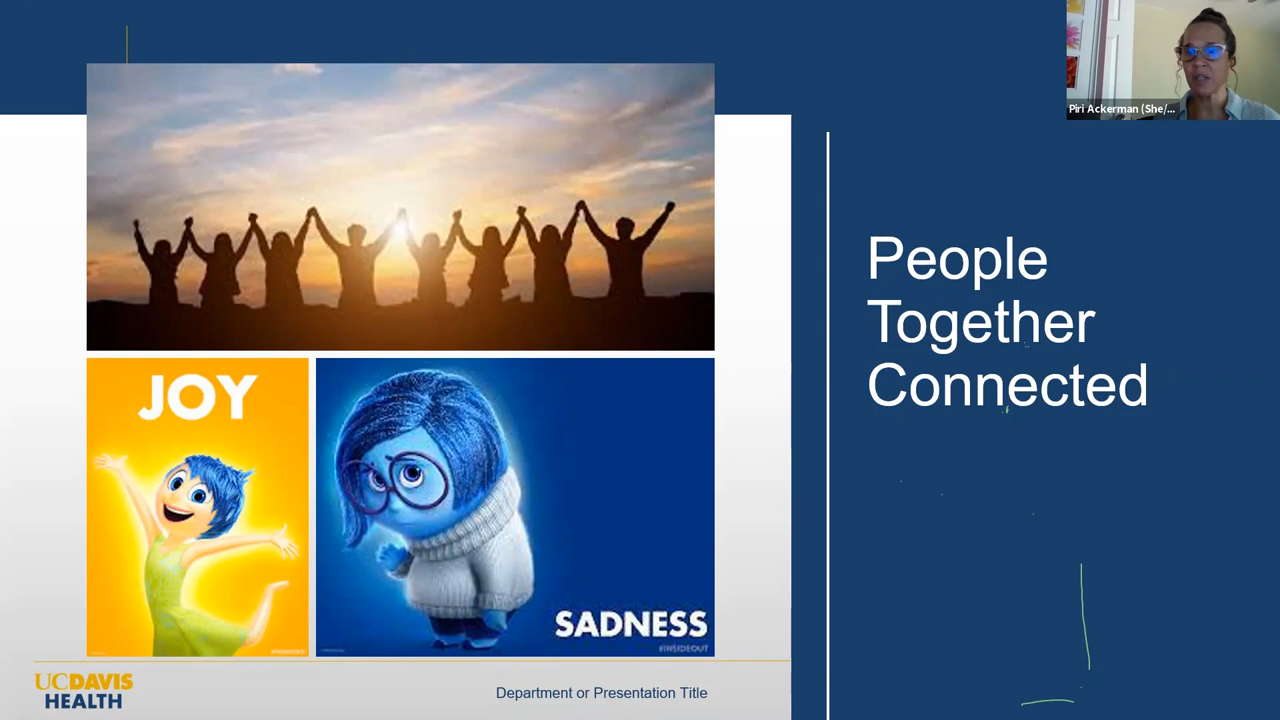 Piri Ackerman (She/...
People
Together
Connected
JOY
SADNESS
#INSIDEOUT
UCDAVIS
HEALTH
Department or Presentation Title